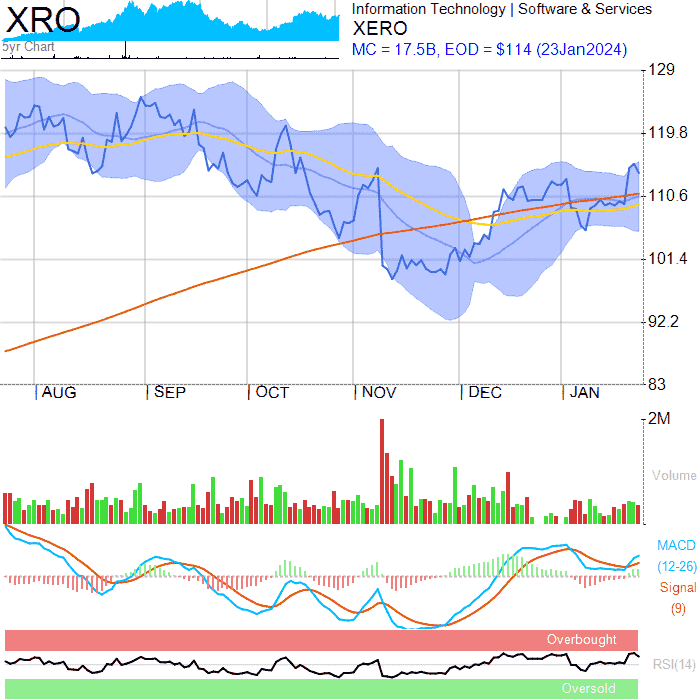 XRO
5yr Chart
Information Technology | Software & Services
XERO
MC = 17.5B, EOD = $114 (23Jan2024)
129
119.8
110.6
101.4
92.2
83
AUG SEP OCT NOV DEC JAN
2M
Volume
MACD
(12-26)
Signal
(9)
Overbought
RSI(14)
Oversold